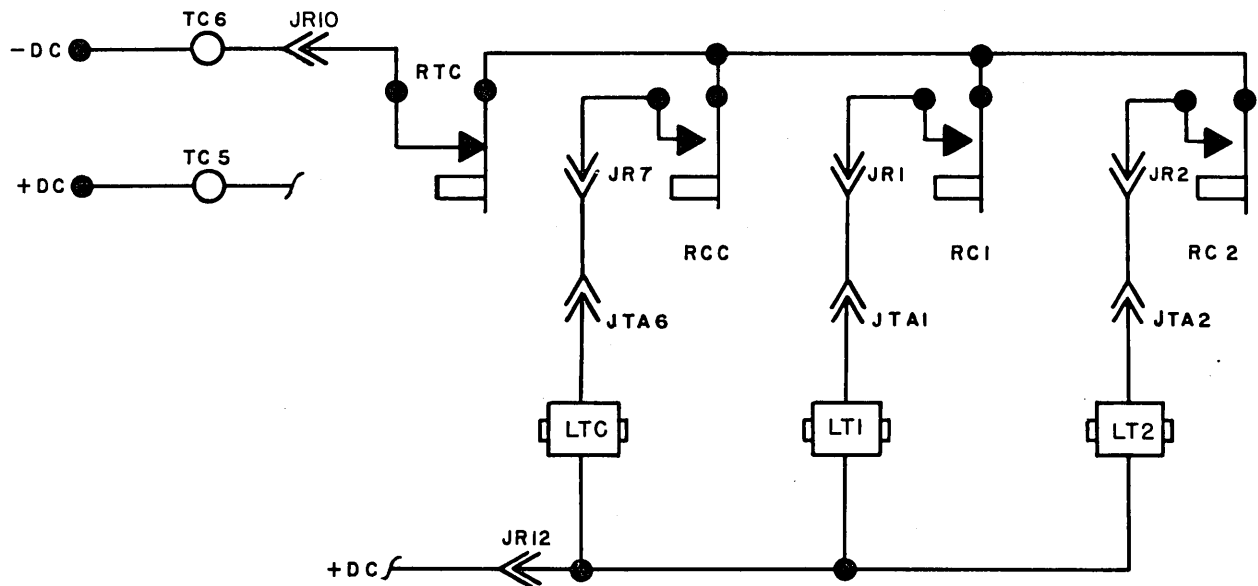 TC6
JR10
-DC
RTC
TC5
+DC
JR7
JR1
JR2
RCC
RC1
RC2
JTA6
JTA1
JTA2
LTC
LT1
LT2
JR12
+DC